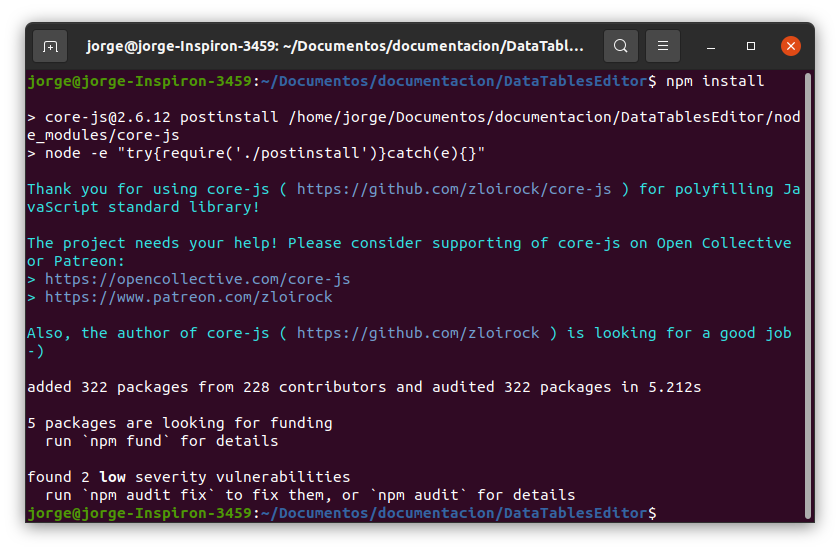 jorge@jorge-Inspiron-3459: ~/Documentos/documentacion/DataTabl...
jorge@jorge-Inspiron-3459:~/Documentos/documentacion/DataTablesEditor$ npm install
> core-js@2.6.12 postinstall /home/jorge/Documentos/documentacion/DataTablesEditor/nod
e_modules/core-js
> node -e "try{require('./postinstall')}catch(e){}"
Thank you for using core-js ( https://github.com/zloirock/core-js ) for polyfilling Ja
vaScript standard library!
The project needs your help! Please consider supporting of core-js on Open Collective
or Patreon:
> https://opencollective.com/core-js
> https://www.patreon.com/zloirock
Also, the author of core-js ( https://github.com/zloirock ) is looking for a good job
-)
added 322 packages from 228 contributors and audited 322 packages in 5.212s
5 packages are looking for funding
  run `npm fund` for details
found 2 low severity vulnerabilities
  run `npm audit fix` to fix them, or `npm audit` for details
jorge@jorge-Inspiron-3459:~/Documentos/documentacion/DataTablesEditor$